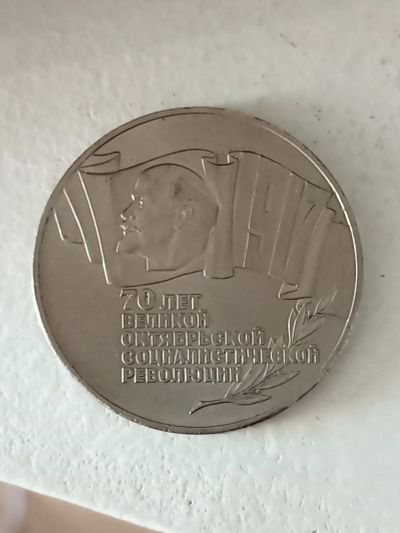 1917
70 ЛЕТ
ВЕЛИКОЙ
ОКТЯБРЬСКОЙ
СОЦИАЛИСТИЧЕСКОЙ
РЕВОЛЮЦИИ